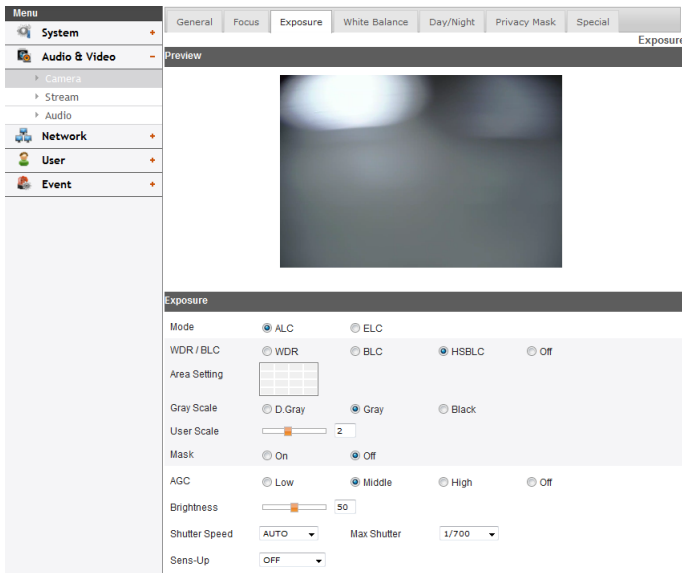 Menu
System
Audio & Video
Camera
Stream
Audio
Network
User
Event
General Focus Exposure White Balance Day/Night Privacy Mask Special
Exposure
Preview
Exposure
Mode ALC ELC
WDR / BLC WDR BLC HSBLC Off
Area Setting
Gray Scale D.Gray Gray Black
User Scale 2
Mask On Off
AGC Low Middle High Off
Brightness 50
Shutter Speed AUTO Max Shutter 1/700
Sens-Up OFF